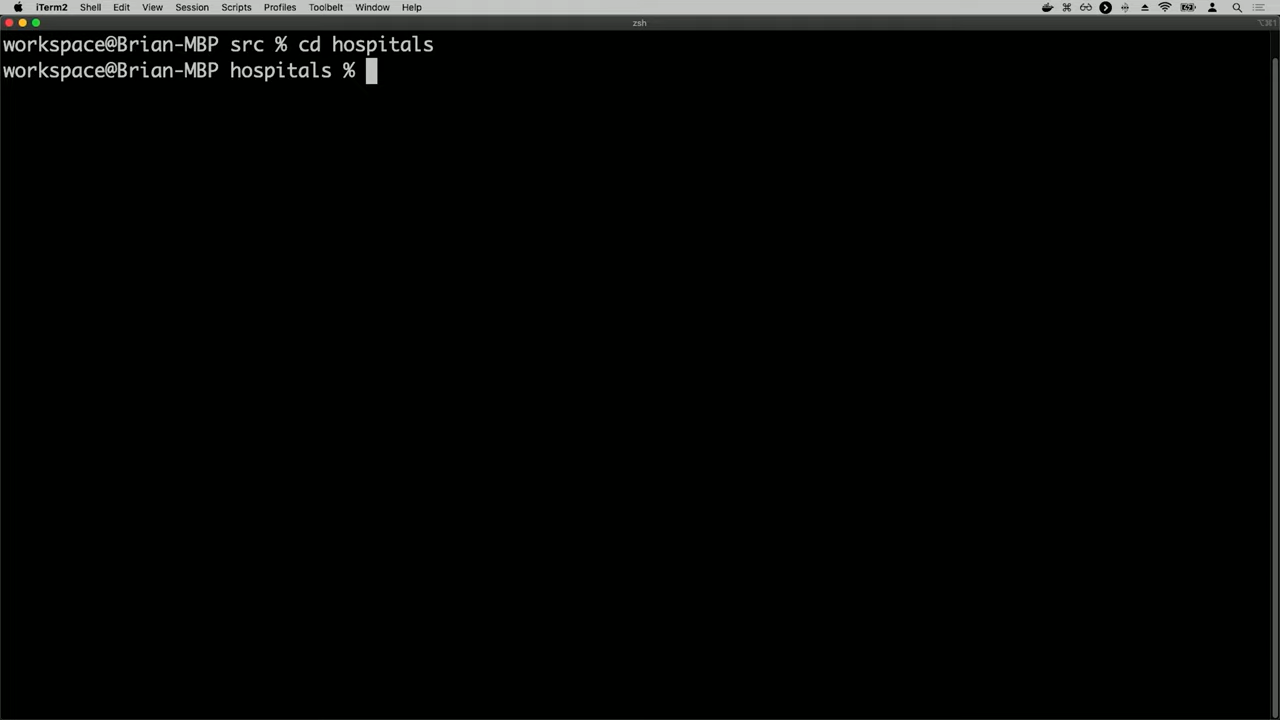 iTerm2 Shell Edit View Session Scripts Profiles Toolbelt Window Help
zsh
workspace@Brian-MBP src % cd hospitals
workspace@Brian-MBP hospitals %